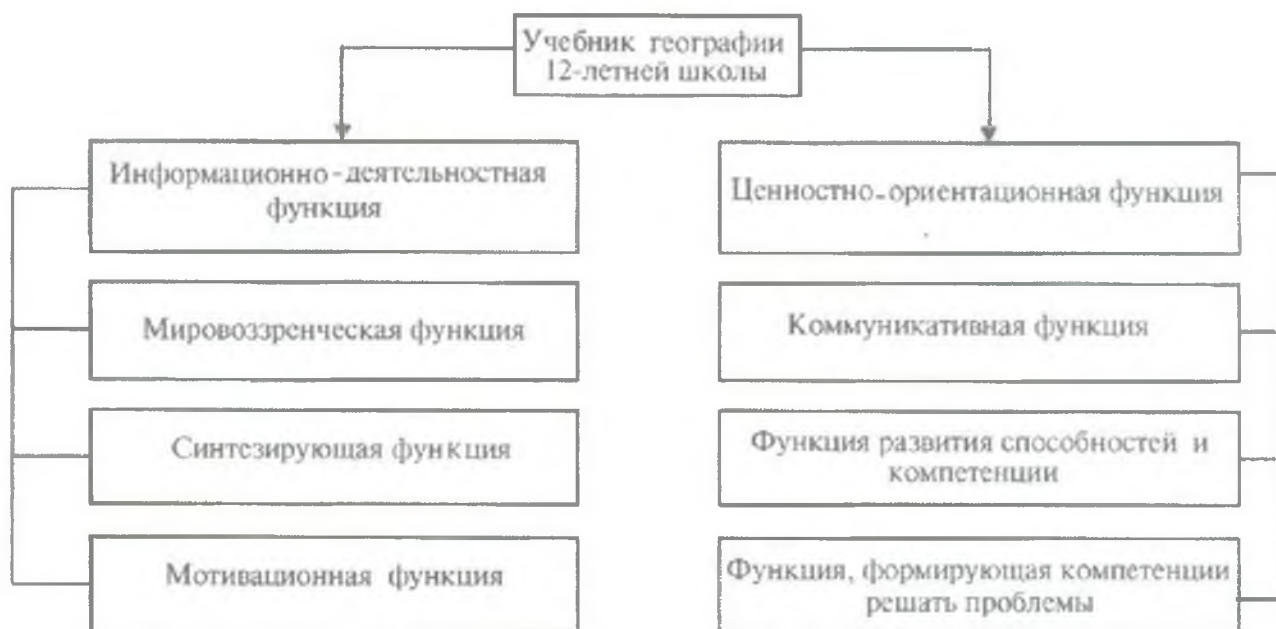 Учебник географии
12-летней школы
Информационно-деятельностная
функция
Мировоззренческая функция
Синтезирующая функция
Мотивационная функция
Ценностно-ориентационная функция
Коммуникативная функция
Функция развития способностей и
компетенции
Функция, формирующая компетенции
решать проблемы